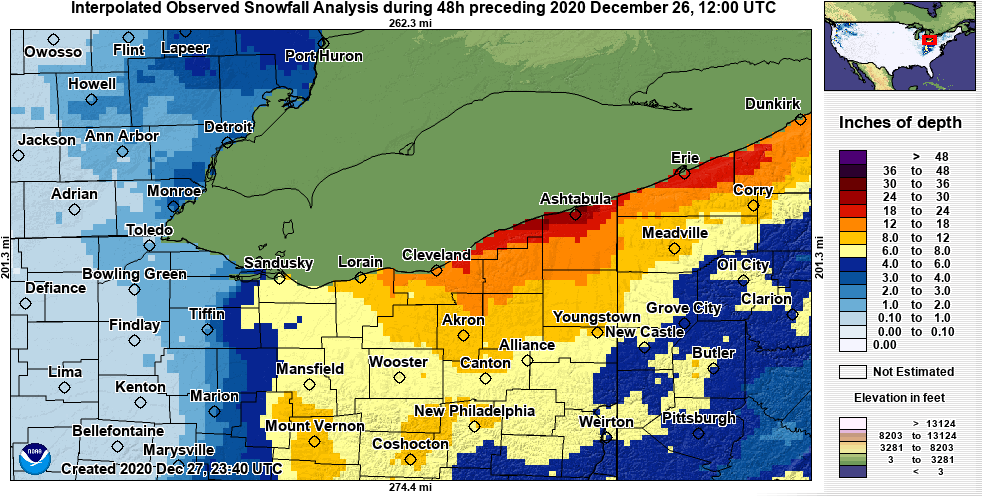 Interpolated Observed Snowfall Analysis during 48h preceding 2020 December 26, 12:00 UTC
262.3 mi
Owosso
Flint
Lapeer
Port Huron
Howell
Dunkirk
Jackson
Ann Arbor
Detroit
Erie
Adrian
Monroe
Corry
Ashtabula
Toledo
Meadville
201.3 mi
201.3 mi
Cleveland
Sandusky
Lorain
Oil City
Bowling Green
Defiance
Clarion
Tiffin
Grove City
Findlay
Akron
Youngstown
New Castle
Alliance
Butler
Lima
Mansfield
Wooster
Canton
Kenton
Marion
New Philadelphia
Pittsburgh
Bellefontaine
Mount Vernon
Weirton
Marysville
Coshocton
NOAA
Created 2020 Dec 27, 23:40 UTC
274.4 mi
Inches of depth
> 48
36 to 48
30 to 36
24 to 30
18 to 24
12 to 18
8.0 to 12
6.0 to 8.0
4.0 to 6.0
3.0 to 4.0
2.0 to 3.0
1.0 to 2.0
0.10 to 1.0
0.00 to 0.10
0.00
Not Estimated
Elevation in feet
> 13124
8203 to 13124
3281 to 8203
3 to 3281
< 3